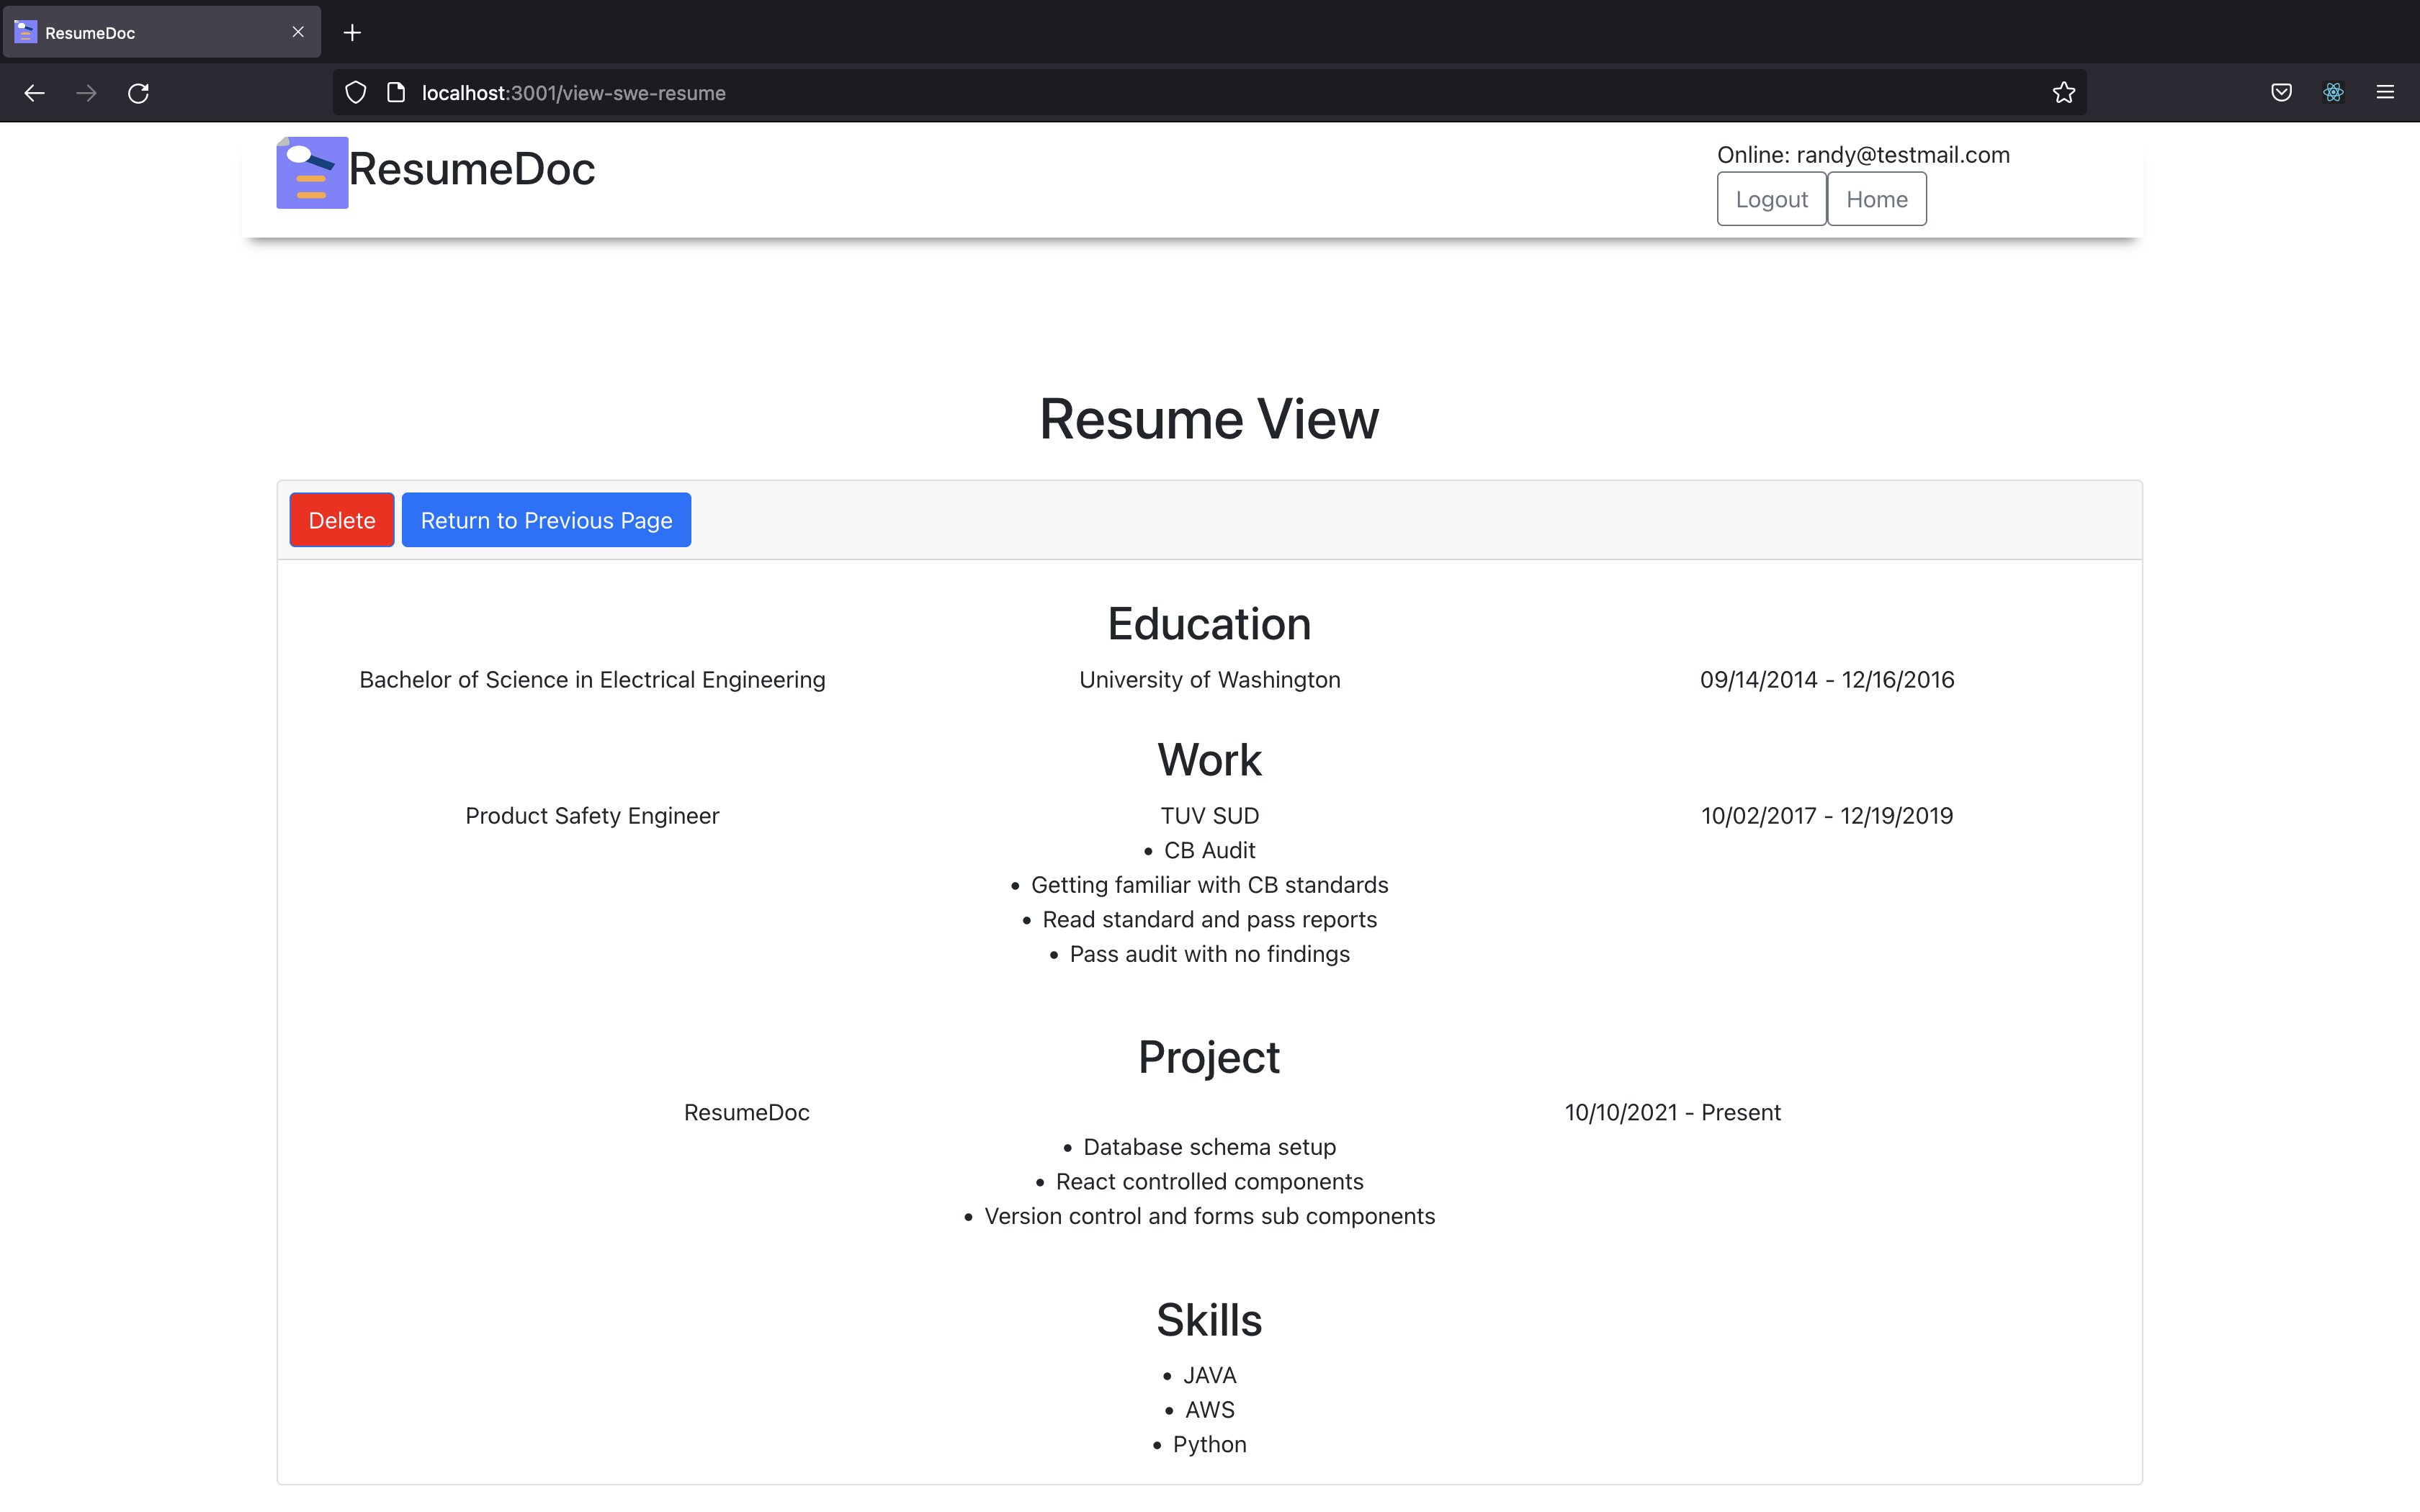 ResumeDoc
localhost:3001/view-swe-resume
ResumeDoc
Online: randy@testmail.com
Logout Home
Resume View
Delete Return to Previous Page
Education
Bachelor of Science in Electrical Engineering University of Washington 09/14/2014 - 12/16/2016
Work
Product Safety Engineer TUV SUD 10/02/2017 - 12/19/2019
• CB Audit
• Getting familiar with CB standards
• Read standard and pass reports
• Pass audit with no findings
Project
ResumeDoc 10/10/2021 - Present
• Database schema setup
• React controlled components
• Version control and forms sub components
Skills
• JAVA
• AWS
• Python